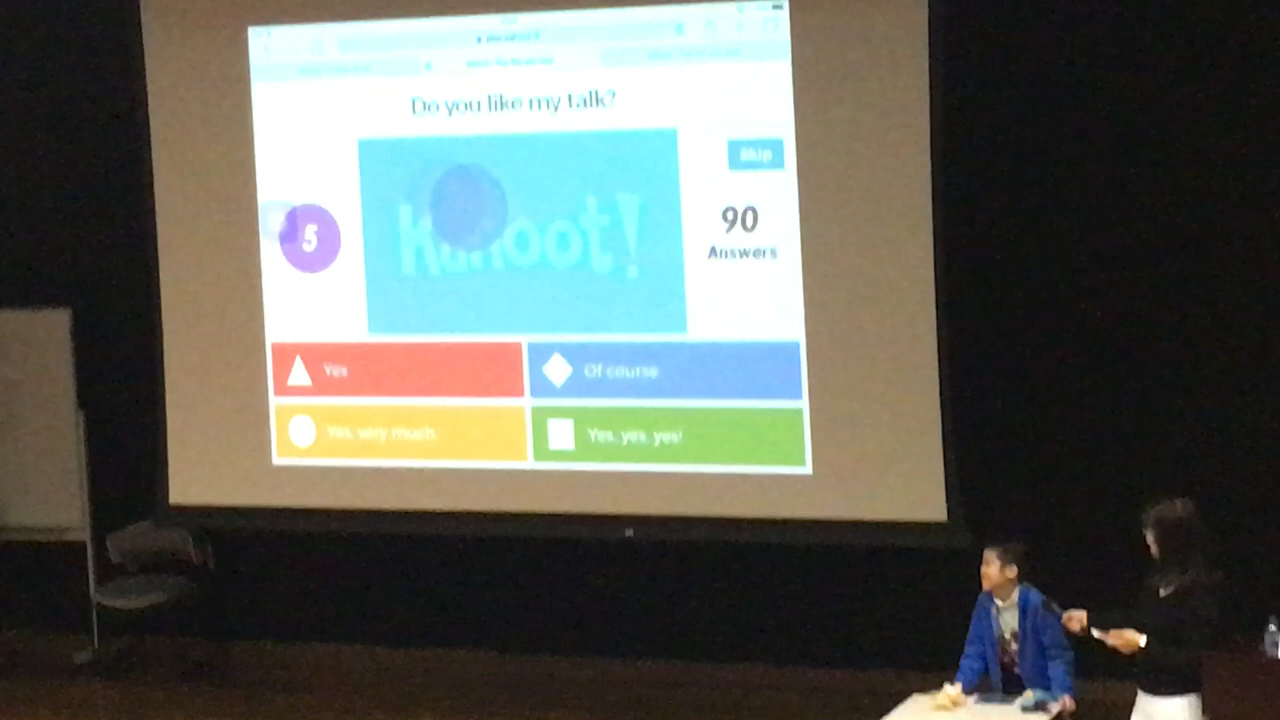 Do you like my talk?
Skip
Kahoot!
5
90
Answers
Yes
Of course
Yes, very much
Yes, yes, yes!